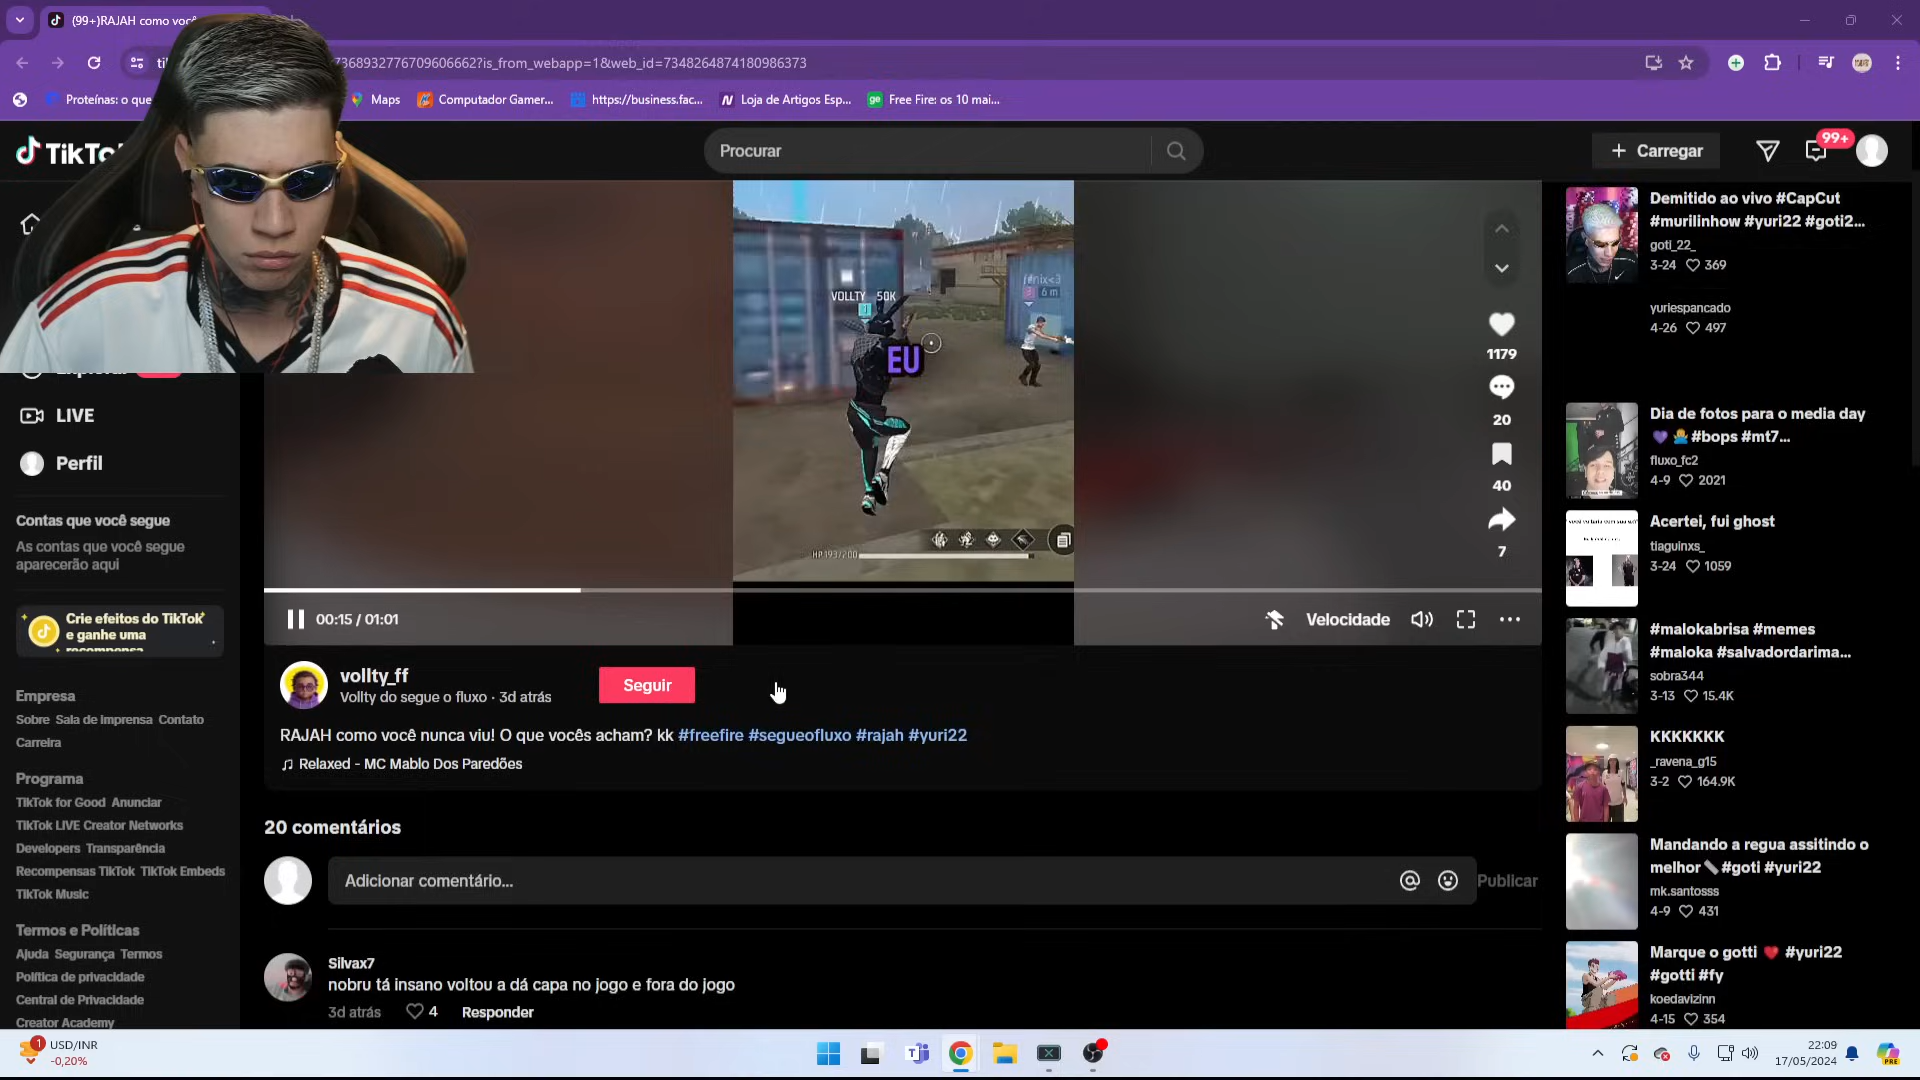 (99+)RAJAH como você
7368932776709606662?is_from_webapp=1&web_id=7348264874180986373
Proteínas: o que
Maps
Computador Gamer...
https://business.fac...
Loja de Artigos Esp...
Free Fire: os 10 mai...
Procurar
Carregar
99+
LIVE
Perfil
Contas que você segue
As contas que você segue
aparecerão aqui
Crie efeitos do TikTok
e ganhe uma
recompensa
Empresa
Sobre Sala de Imprensa Contato
Carreira
Programa
TikTok for Good Anunciar
TikTok LIVE Creator Networks
Developers Transparência
Recompensas TikTok TikTok Embeds
TikTok Music
Termos e Políticas
Ajuda Segurança Termos
Política de privacidade
Central de Privacidade
Creator Academy
VOLLTY 50K
1
f#nix<3
6 m
EU
HP 193/200
1179
20
40
7
00:15 / 01:01
Velocidade
vollty_ff
Vollty do segue o fluxo · 3d atrás
Seguir
RAJAH como você nunca viu! O que vocês acham? kk #freefire #segueofluxo #rajah #yuri22
Relaxed - MC Mablo Dos Paredões
20 comentários
Adicionar comentário...
Publicar
Silvax7
nobru tá insano voltou a dá capa no jogo e fora do jogo
3d atrás 4 Responder
Demitido ao vivo #CapCut
#murilinhow #yuri22 #goti2...
goti_22_
3-24 369
yuriespancado
4-26 497
Dia de fotos para o media day
#bops #mt7...
fluxo_fc2
4-9 2021
Acertei, fui ghost
tiaguinxs_
3-24 1059
#malokabrisa #memes
#maloka #salvadordarima...
sobra344
3-13 15.4K
KKKKKKK
_ravena_g15
3-2 164.9K
Mandando a regua assitindo o
melhor #goti #yuri22
mk.santosss
4-9 431
Marque o gotti #yuri22
#gotti #fy
koedavizinn
4-15 354
1
USD/INR
-0,20%
22:09
17/05/2024
PRE